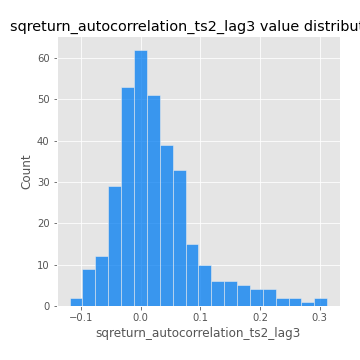 sqreturn_autocorrelation_ts2_lag3 value distribut
60
50
40
30
20
10
0
Count
−0.1 0.0 0.1 0.2 0.3
sqreturn_autocorrelation_ts2_lag3